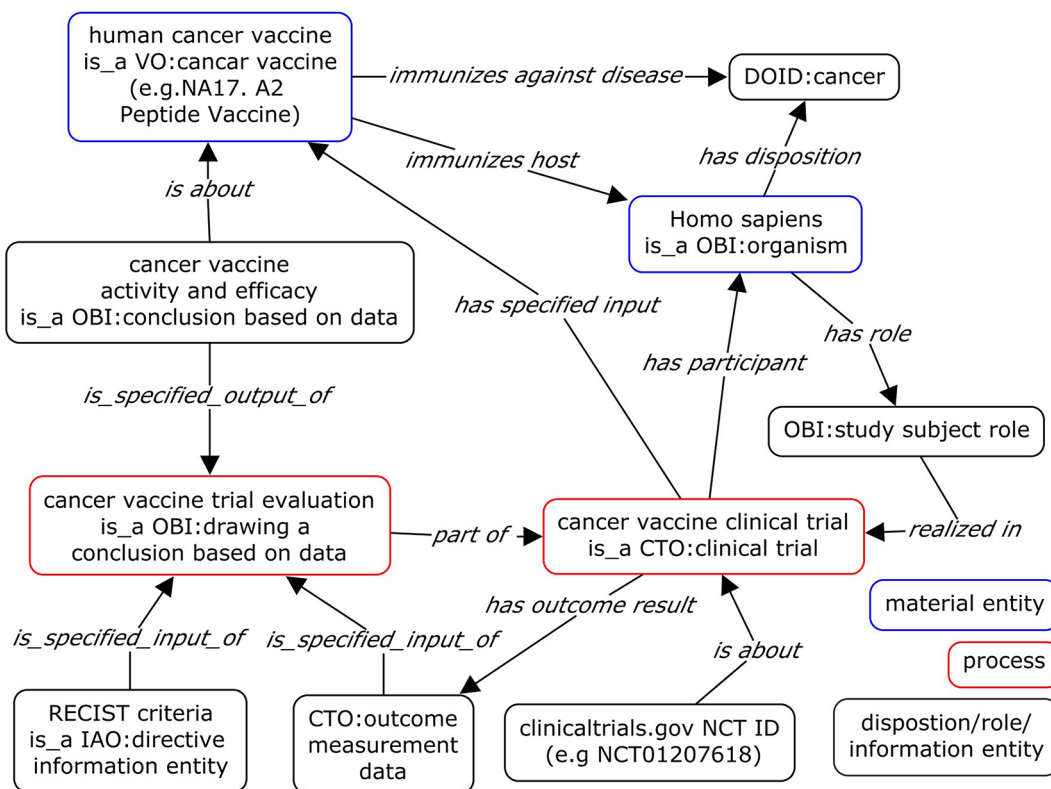 human cancer vaccine
is_a VO:cancar vaccine
(e.g.NA17. A2
Peptide Vaccine)
immunizes against disease
DOID:cancer
immunizes host
has disposition
is about
Homo sapiens
is_a OBI:organism
cancer vaccine
activity and efficacy
is_a OBI:conclusion based on data
has specified input
has role
has participant
is_specified_output_of
OBI:study subject role
cancer vaccine trial evaluation
is_a OBI:drawing a
conclusion based on data
part of
cancer vaccine clinical trial
is_a CTO:clinical trial
realized in
has outcome result
material entity
is_specified_input_of
is_specified_input_of
is about
process
RECIST criteria
is_a IAO:directive
information entity
CTO:outcome
measurement
data
clinicaltrials.gov NCT ID
(e.g NCT01207618)
dispostion/role/
information entity